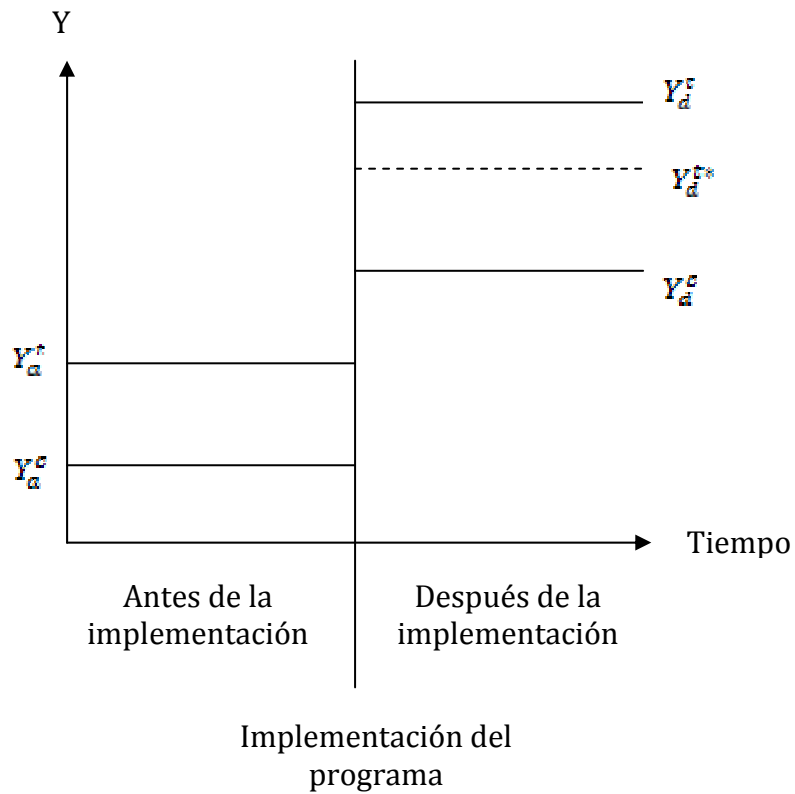 Y
Y_d^t
Y_d^{t*}
Y_d^c
Y_a^t
Y_a^c
Tiempo
Antes de la
implementación
Después de la
implementación
Implementación del
programa